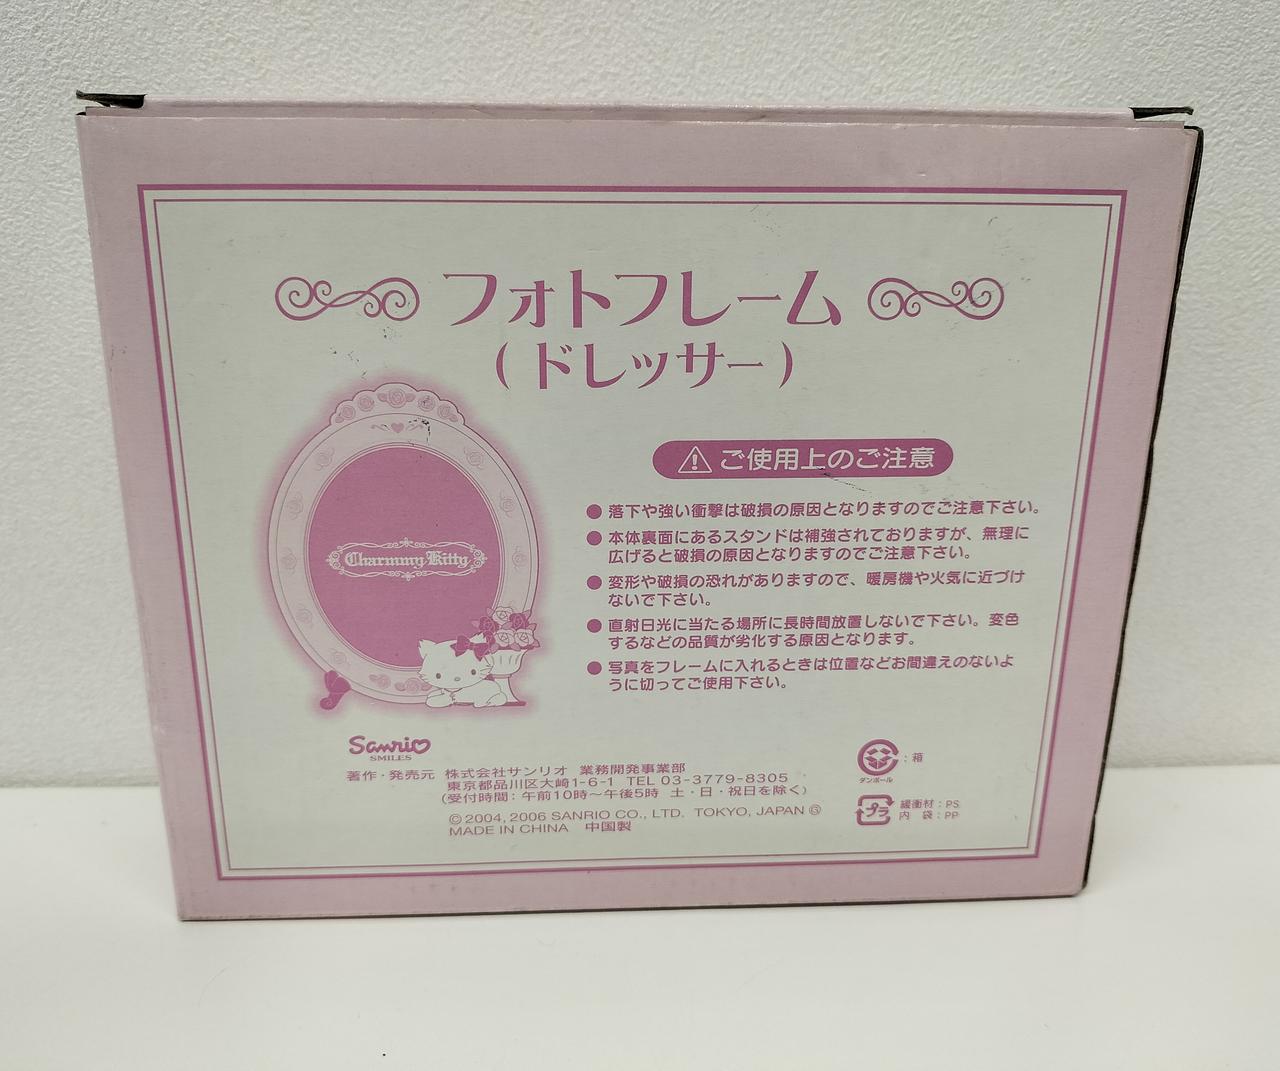 フォトフレーム
(ドレッサー)
Charmmy Kitty
ご使用上のご注意
●落下や強い衝撃は破損の原因となりますのでご注意下さい。
●本体裏面にあるスタンドは補強されておりますが、無理に
広げると破損の原因となりますのでご注意下さい。
●変形や破損の恐れがありますので、暖房機や火気に近づけ
ないで下さい。
●直射日光に当たる場所に長時間放置しないで下さい。変色
するなどの品質が劣化する原因となります。
●写真をフレームに入れるときは位置などお間違えのないよ
うに切ってご使用下さい。
Sanrio
SMILES
著作・発売元 株式会社サンリオ 業務開発事業部
東京都品川区大崎1-6-1 TEL 03-3779-8305
(受付時間:午前10時~午後5時 土・日・祝日を除く)
©2004, 2006 SANRIO CO., LTD. TOKYO, JAPAN Ⓖ
MADE IN CHINA 中国製
:箱
ダンボール
プラ
緩衝材:PS
内 袋:PP